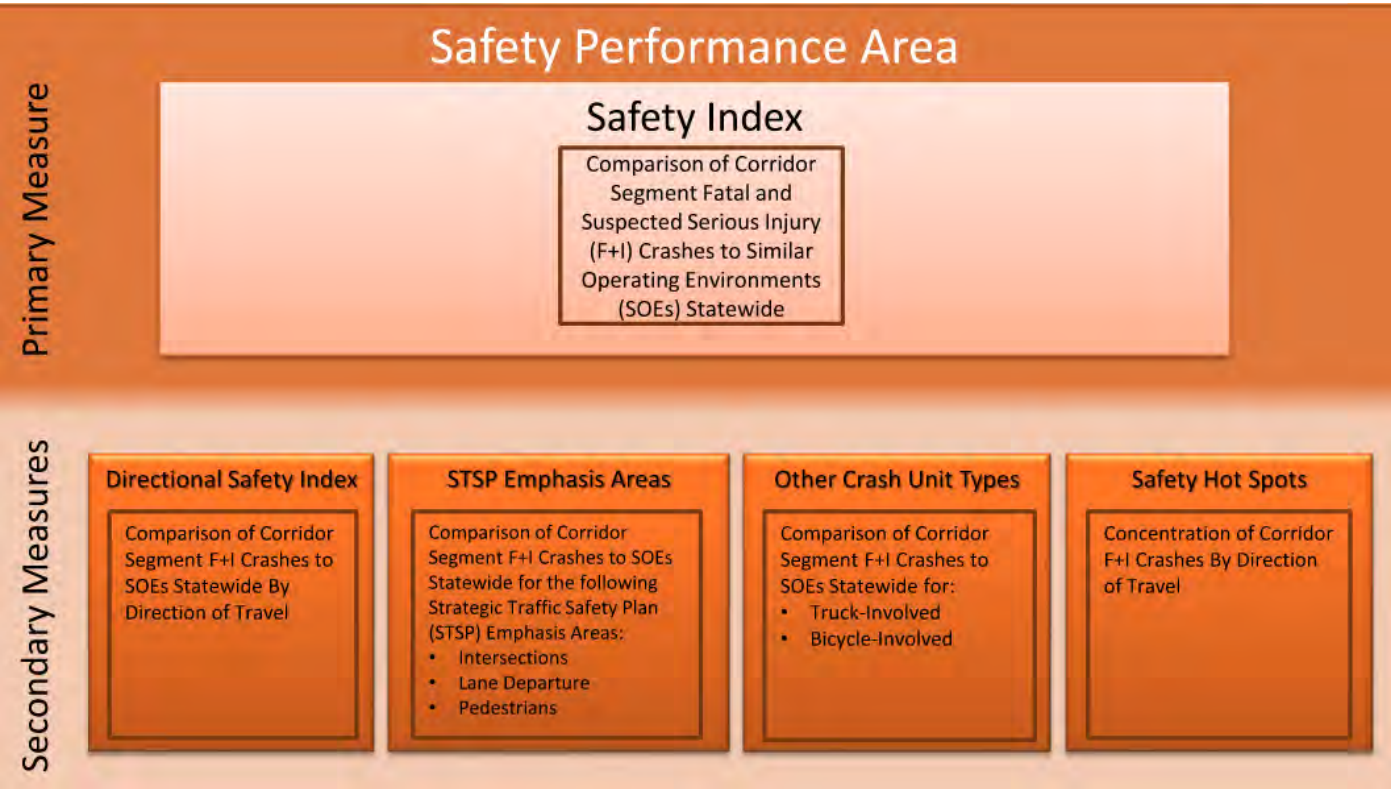 Safety Performance Area
Primary Measure
Safety Index
Comparison of Corridor
Segment Fatal and
Suspected Serious Injury
(F+I) Crashes to Similar
Operating Environments
(SOEs) Statewide
Secondary Measures
Directional Safety Index
Comparison of Corridor
Segment F+I Crashes to
SOEs Statewide By
Direction of Travel
STSP Emphasis Areas
Comparison of Corridor
Segment F+I Crashes to SOEs
Statewide for the following
Strategic Traffic Safety Plan
(STSP) Emphasis Areas:
• Intersections
• Lane Departure
• Pedestrians
Other Crash Unit Types
Comparison of Corridor
Segment F+I Crashes to
SOEs Statewide for:
• Truck-Involved
• Bicycle-Involved
Safety Hot Spots
Concentration of Corridor
F+I Crashes By Direction
of Travel